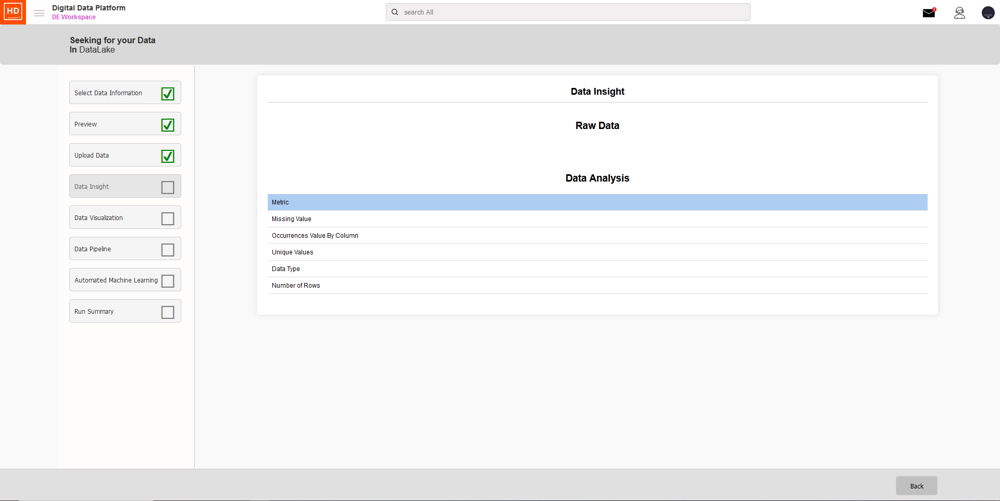 HD
Digital Data Platform
DE Workspace
search All
1
Seeking for your Data
In DataLake
Select Data Information
Preview
Upload Data
Data Insight
Data Visualization
Data Pipeline
Automated Machine Learning
Run Summary
Data Insight
Raw Data
Data Analysis
Metric
Missing Value
Occurrences Value By Column
Unique Values
Data Type
Number of Rows
Back